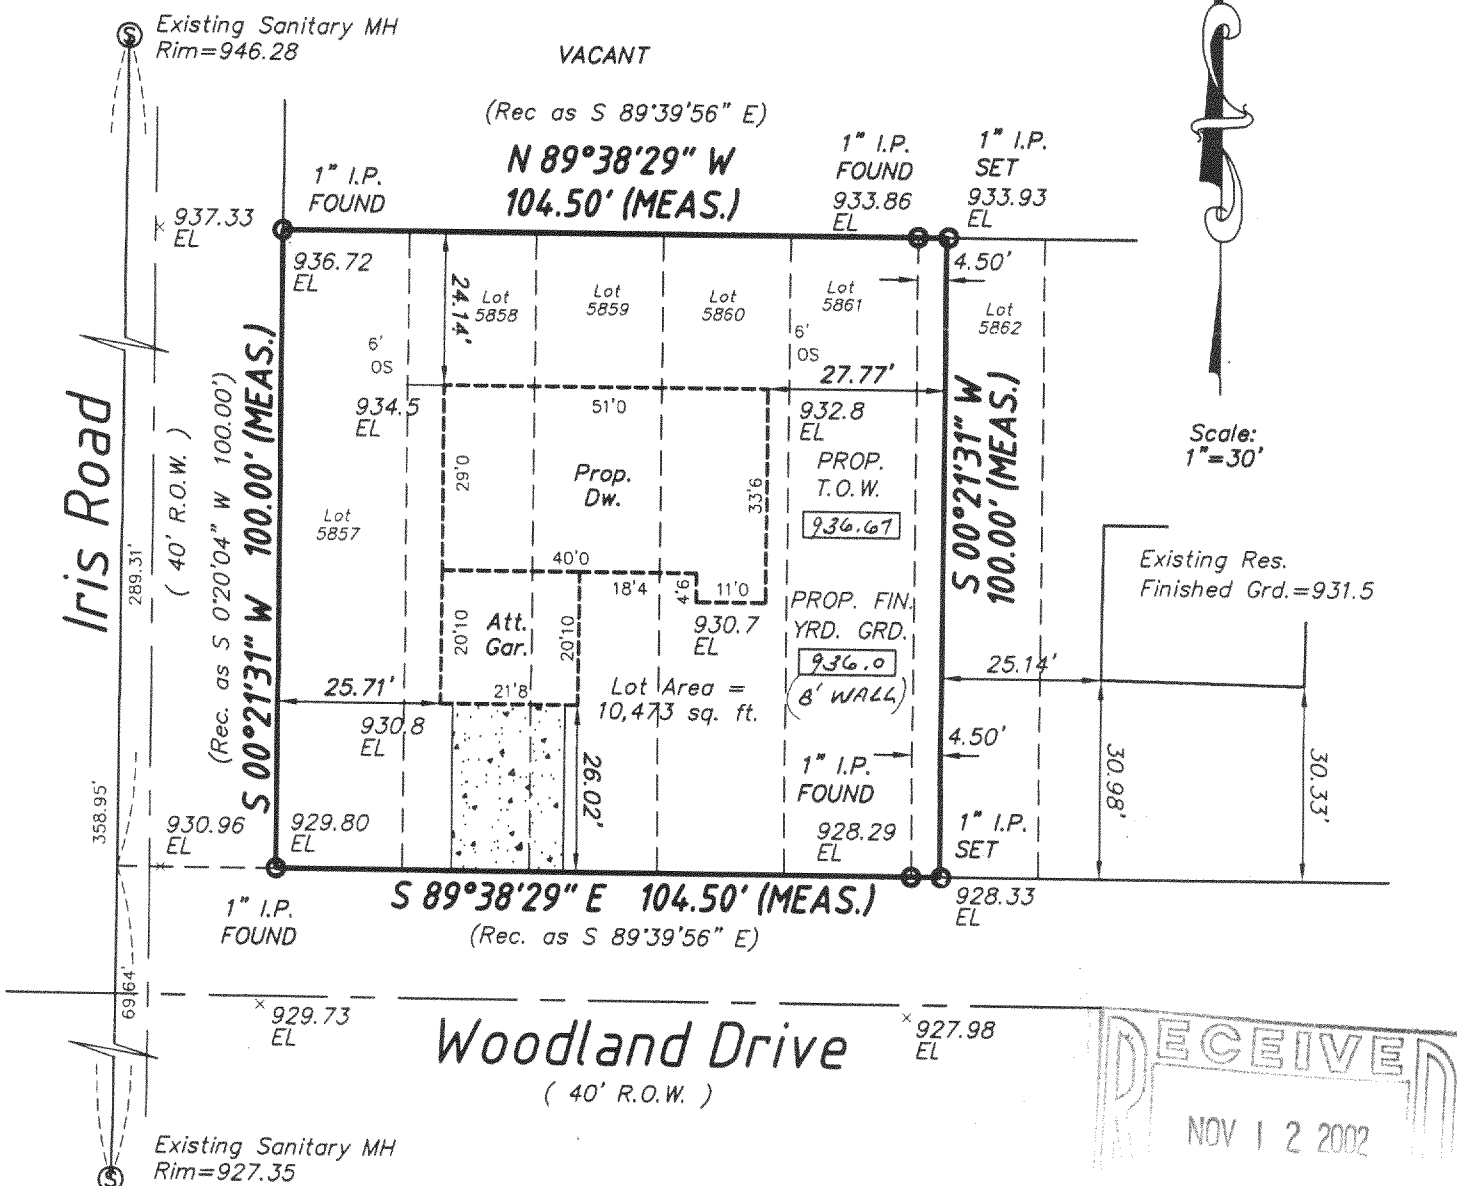 Existing Sanitary MH
Rim=946.28
VACANT
(Rec as S 89°39'56" E)
N 89°38'29" W
104.50' (MEAS.)
1" I.P.
FOUND
1" I.P.
FOUND
933.86
EL
1" I.P.
SET
933.93
EL
937.33
EL
936.72
EL
4.50'
24.14'
Lot
5858
Lot
5859
Lot
5860
Lot
5861
Lot
5862
6'
OS
6'
OS
27.77'
934.5
EL
51'0
932.8
EL
Scale:
1"=30'
Iris Road
( 40' R.O.W. )
289.31'
(Rec. as S 0°20'04" W 100.00')
S 00°21'31" W 100.00' (MEAS.)
Lot
5857
29'0
Prop.
Dw.
33'6
PROP.
T.O.W.
936.67
S 00°21'31" W
100.00' (MEAS.)
Existing Res.
Finished Grd.=931.5
40'0
18'4
4'6
11'0
930.7
EL
PROP. FIN.
YRD. GRD.
936.0
(8' WALL)
20'10
Att.
Gar.
20'10
21'8
Lot Area =
10,473 sq. ft.
25.71'
930.8
EL
25.14'
26.02'
4.50'
30.98'
30.33'
1" I.P.
FOUND
928.29
EL
1" I.P.
SET
358.95'
930.96
EL
929.80
EL
S 89°38'29" E 104.50' (MEAS.)
(Rec. as S 89°39'56" E)
928.33
EL
1" I.P.
FOUND
69.64'
929.73
EL
Woodland Drive
( 40' R.O.W. )
927.98
EL
RECEIVED
NOV 12 2002
Existing Sanitary MH
Rim=927.35
S
S